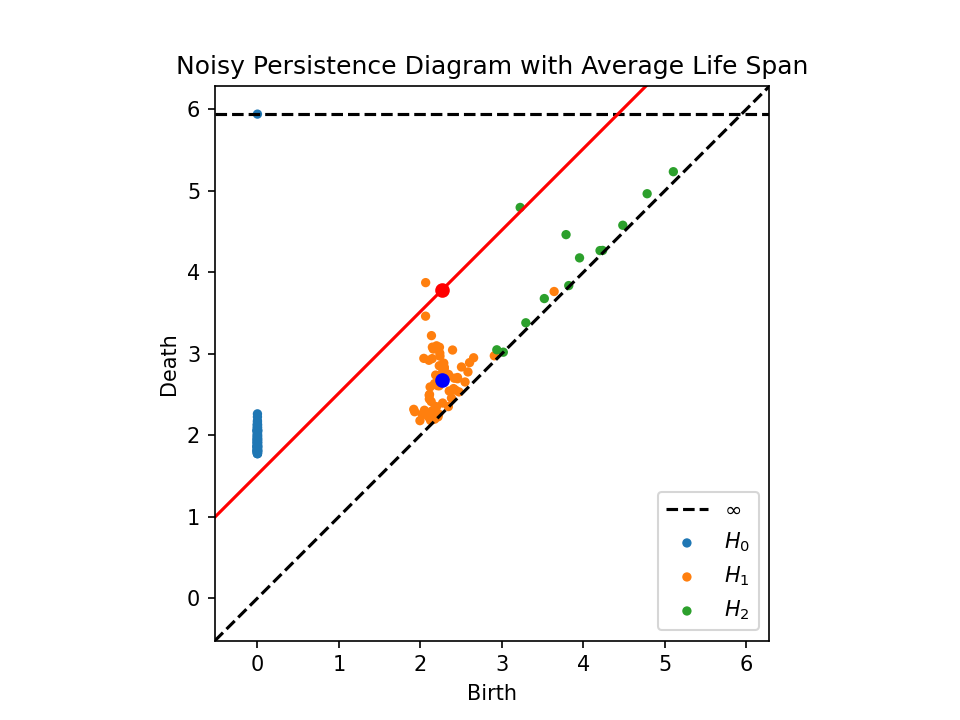 Noisy Persistence Diagram with Average Life Span
6
5
4
3
2
1
0
Death
0 1 2 3 4 5 6
Birth
∞
H₀
H₁
H₂